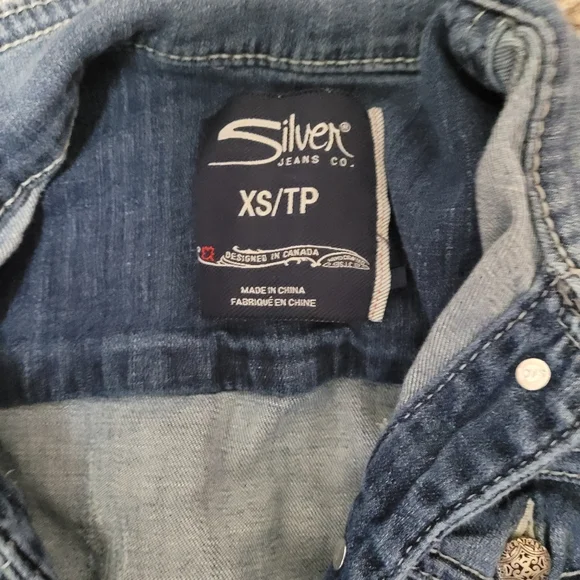 Silver®
JEANS CO.
XS/TP
DESIGNED IN CANADA
MADE IN CHINA
FABRIQUÉ EN CHINE